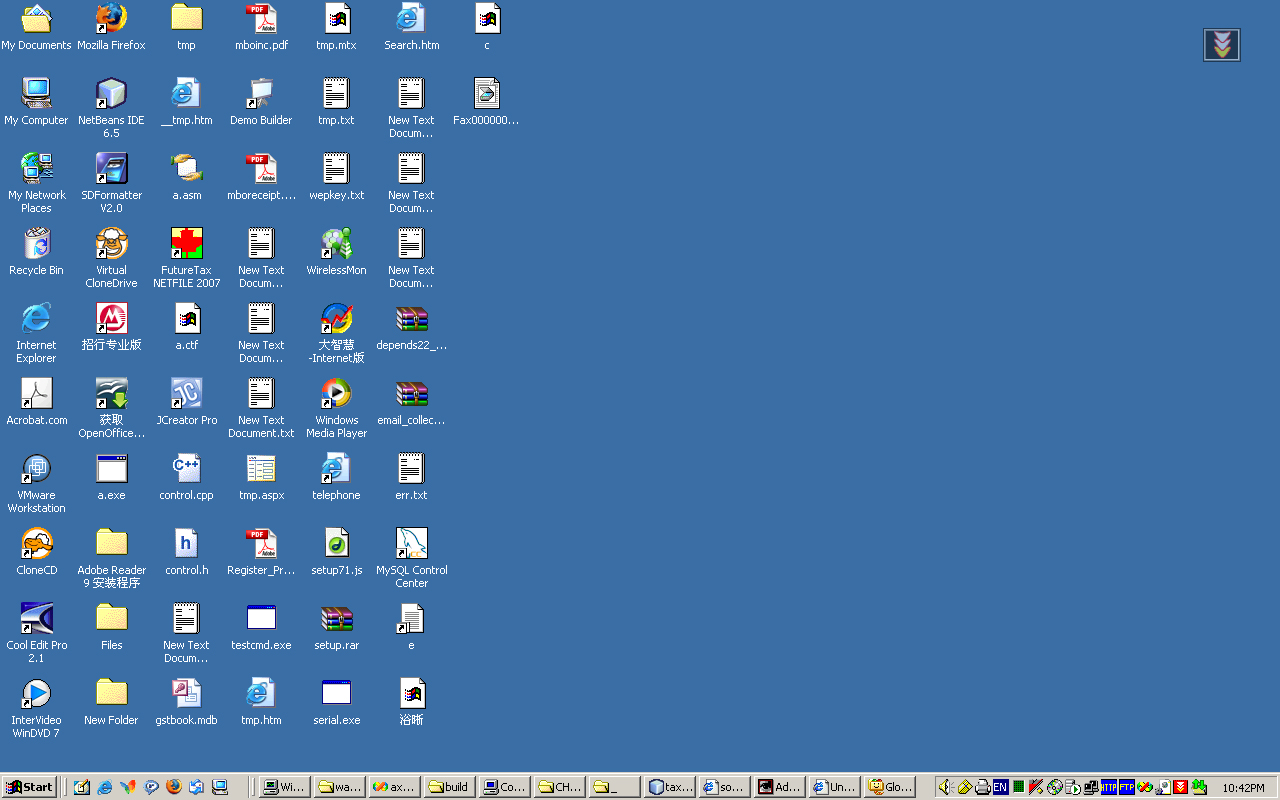 My Documents
Mozilla Firefox
tmp
mboinc.pdf
tmp.mtx
Search.htm
c
My Computer
NetBeans IDE
6.5
__tmp.htm
Demo Builder
tmp.txt
New Text
Docum...
Fax000000...
My Network
Places
SDFormatter
V2.0
a.asm
mboreceipt....
wepkey.txt
New Text
Docum...
Recycle Bin
Virtual
CloneDrive
FutureTax
NETFILE 2007
New Text
Docum...
WirelessMon
New Text
Docum...
Internet
Explorer
招行专业版
a.ctf
New Text
Docum...
大智慧
-Internet版
depends22_...
Acrobat.com
获取
OpenOffice...
JCreator Pro
New Text
Document.txt
Windows
Media Player
email_collec...
VMware
Workstation
a.exe
control.cpp
tmp.aspx
telephone
err.txt
CloneCD
Adobe Reader
9 安装程序
control.h
Register_Pr...
setup71.js
MySQL Control
Center
Cool Edit Pro
2.1
Files
New Text
Docum...
testcmd.exe
setup.rar
e
InterVideo
WinDVD 7
New Folder
gstbook.mdb
tmp.htm
serial.exe
浴晰
Start
Wi...
wa...
ax...
build
Co...
CH...
_
tax...
so...
Ad...
Un...
Glo...
EN
HTTP
FTP
10:42PM